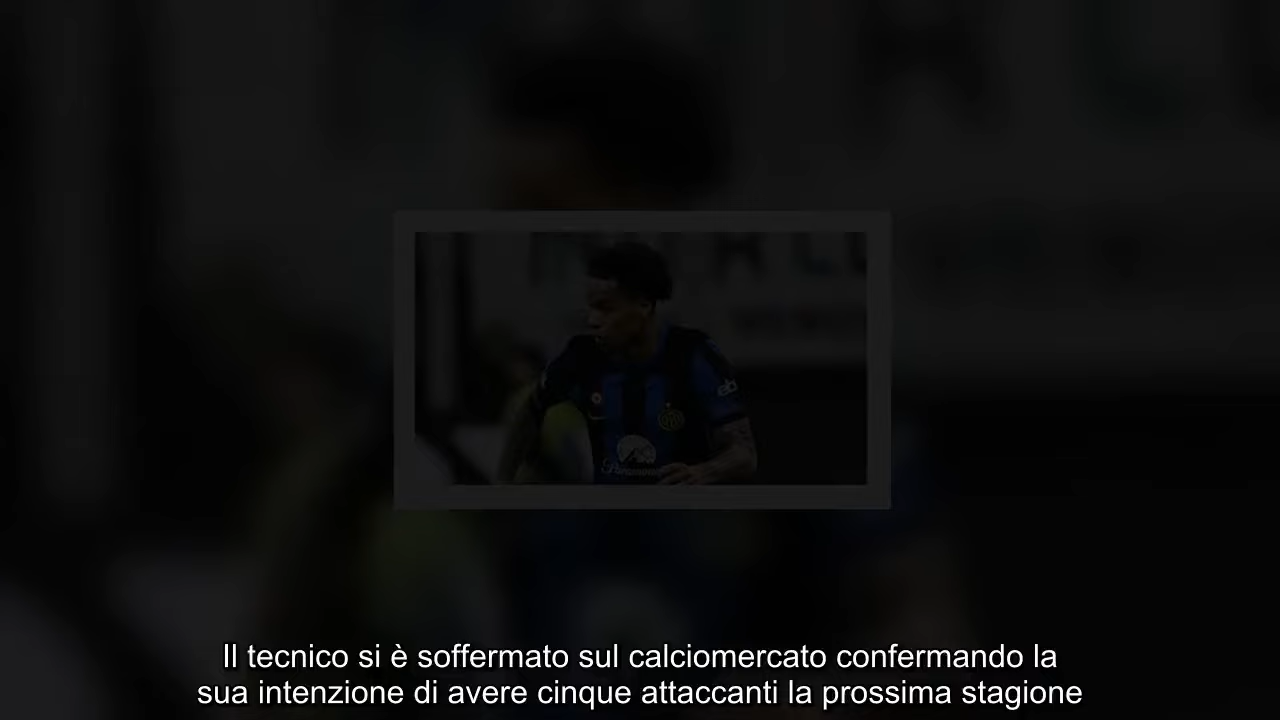 Il tecnico si è soffermato sul calciomercato confermando la
sua intenzione di avere cinque attaccanti la prossima stagione